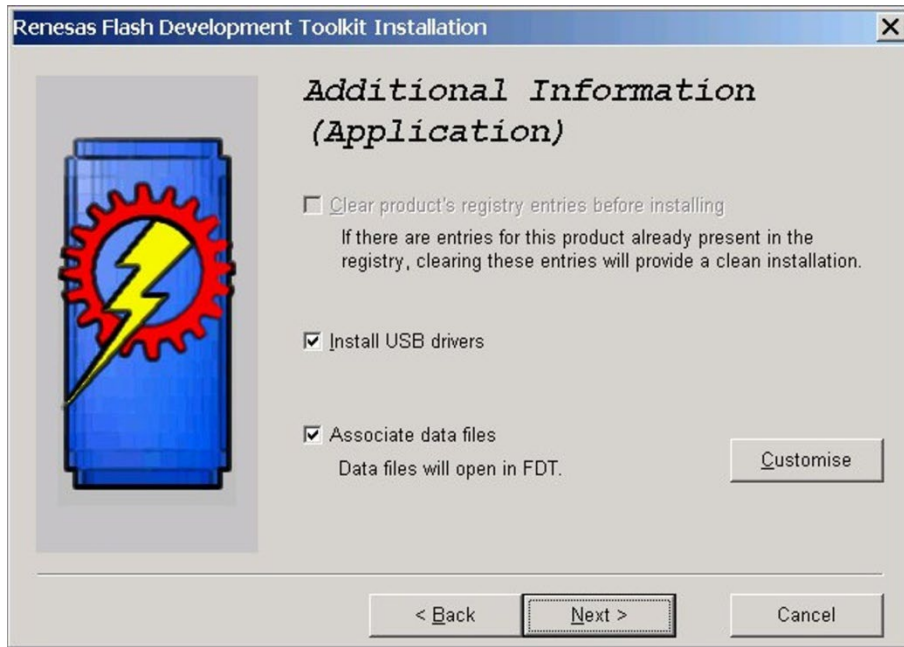 Renesas Flash Development Toolkit Installation
Additional Information
(Application)
Clear product's registry entries before installing
If there are entries for this product already present in the
registry, clearing these entries will provide a clean installation.
Install USB drivers
Associate data files
Data files will open in FDT.
Customise
< Back
Next >
Cancel